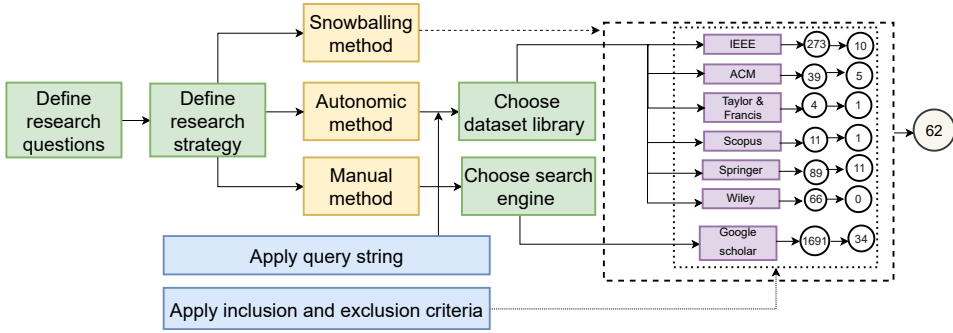 Define
research
questions
Define
research
strategy
Snowballing
method
Autonomic
method
Manual
method
Choose
dataset library
Choose search
engine
Apply query string
Apply inclusion and exclusion criteria
IEEE
273
10
ACM
39
5
Taylor &
Francis
4
1
Scopus
11
1
Springer
89
11
Wiley
66
0
Google
scholar
1691
34
62